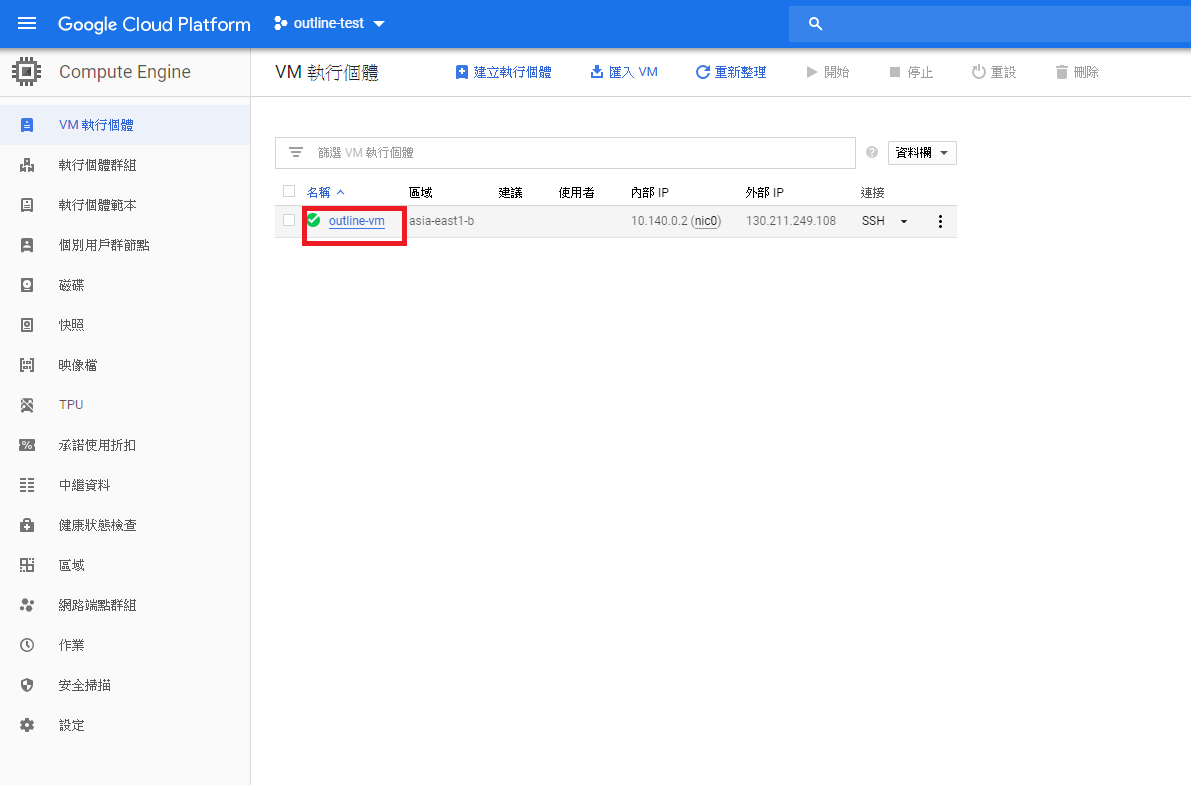 Google Cloud Platform outline-test
Compute Engine
VM 執行個體 建立執行個體 匯入 VM 重新整理 開始 停止 重設 刪除
VM 執行個體
執行個體群組
執行個體範本
個別用戶群節點
磁碟
快照
映像檔
TPU
承諾使用折扣
中繼資料
健康狀態檢查
區域
網路端點群組
作業
安全掃描
設定
篩選 VM 執行個體 資料欄
名稱 區域 建議 使用者 內部 IP 外部 IP 連接
outline-vm asia-east1-b 10.140.0.2 (nic0) 130.211.249.108 SSH